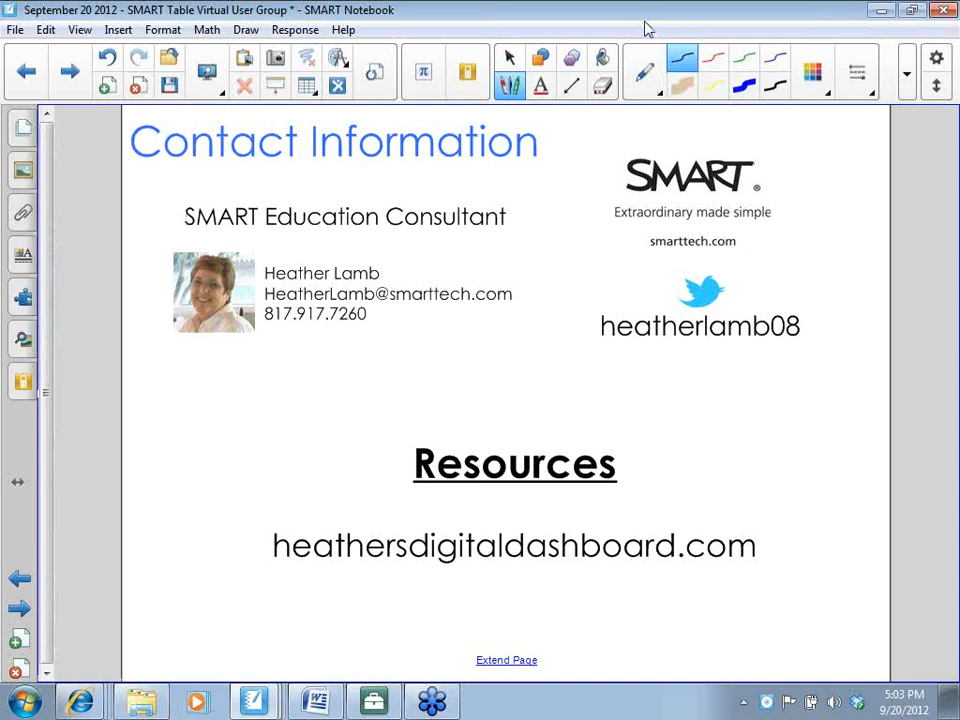 September 20 2012 - SMART Table Virtual User Group * - SMART Notebook
File Edit View Insert Format Math Draw Response Help
Contact Information
SMART
Extraordinary made simple
smarttech.com
SMART Education Consultant
Heather Lamb
HeatherLamb@smarttech.com
817.917.7260
heatherlamb08
Resources
heathersdigitaldashboard.com
Extend Page
5:03 PM
9/20/2012